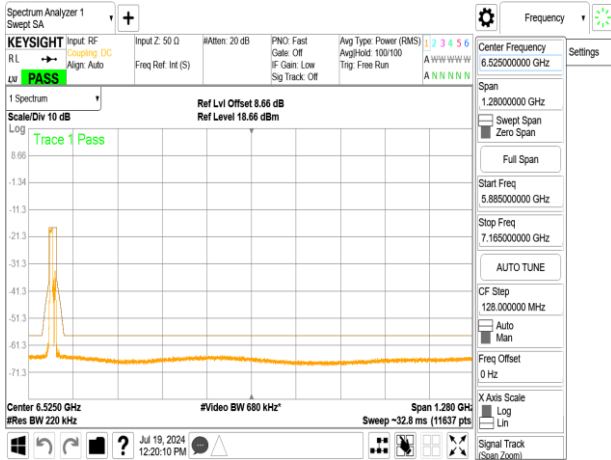 Spectrum Analyzer 1
Swept SA
+
Frequency
KEYSIGHT
Input: RF
Input Z: 50 Ω
#Atten: 20 dB
PNO: Fast
Avg Type: Power (RMS)
1 2 3 4 5 6
RL
Coupling: DC
Gate: Off
Avg|Hold: 100/100
A W W W W W
Align: Auto
Freq Ref: Int (S)
IF Gain: Low
Trig: Free Run
Sig Track: Off
A N N N N N
LXI
PASS
1 Spectrum
Ref Lvl Offset 8.66 dB
Scale/Div 10 dB
Ref Level 18.66 dBm
Log
Trace 1 Pass
8.66
-1.34
-11.3
-21.3
-31.3
-41.3
-51.3
-61.3
-71.3
Center 6.5250 GHz
#Video BW 680 kHz*
Span 1.280 GHz
#Res BW 220 kHz
Sweep ~32.8 ms (11637 pts
?
Jul 19, 2024
12:20:10 PM
Center Frequency
6.525000000 GHz
Settings
Span
1.28000000 GHz
Swept Span
Zero Span
Full Span
Start Freq
5.885000000 GHz
Stop Freq
7.165000000 GHz
AUTO TUNE
CF Step
128.000000 MHz
Auto
Man
Freq Offset
0 Hz
X Axis Scale
Log
Lin
Signal Track
(Span Zoom)